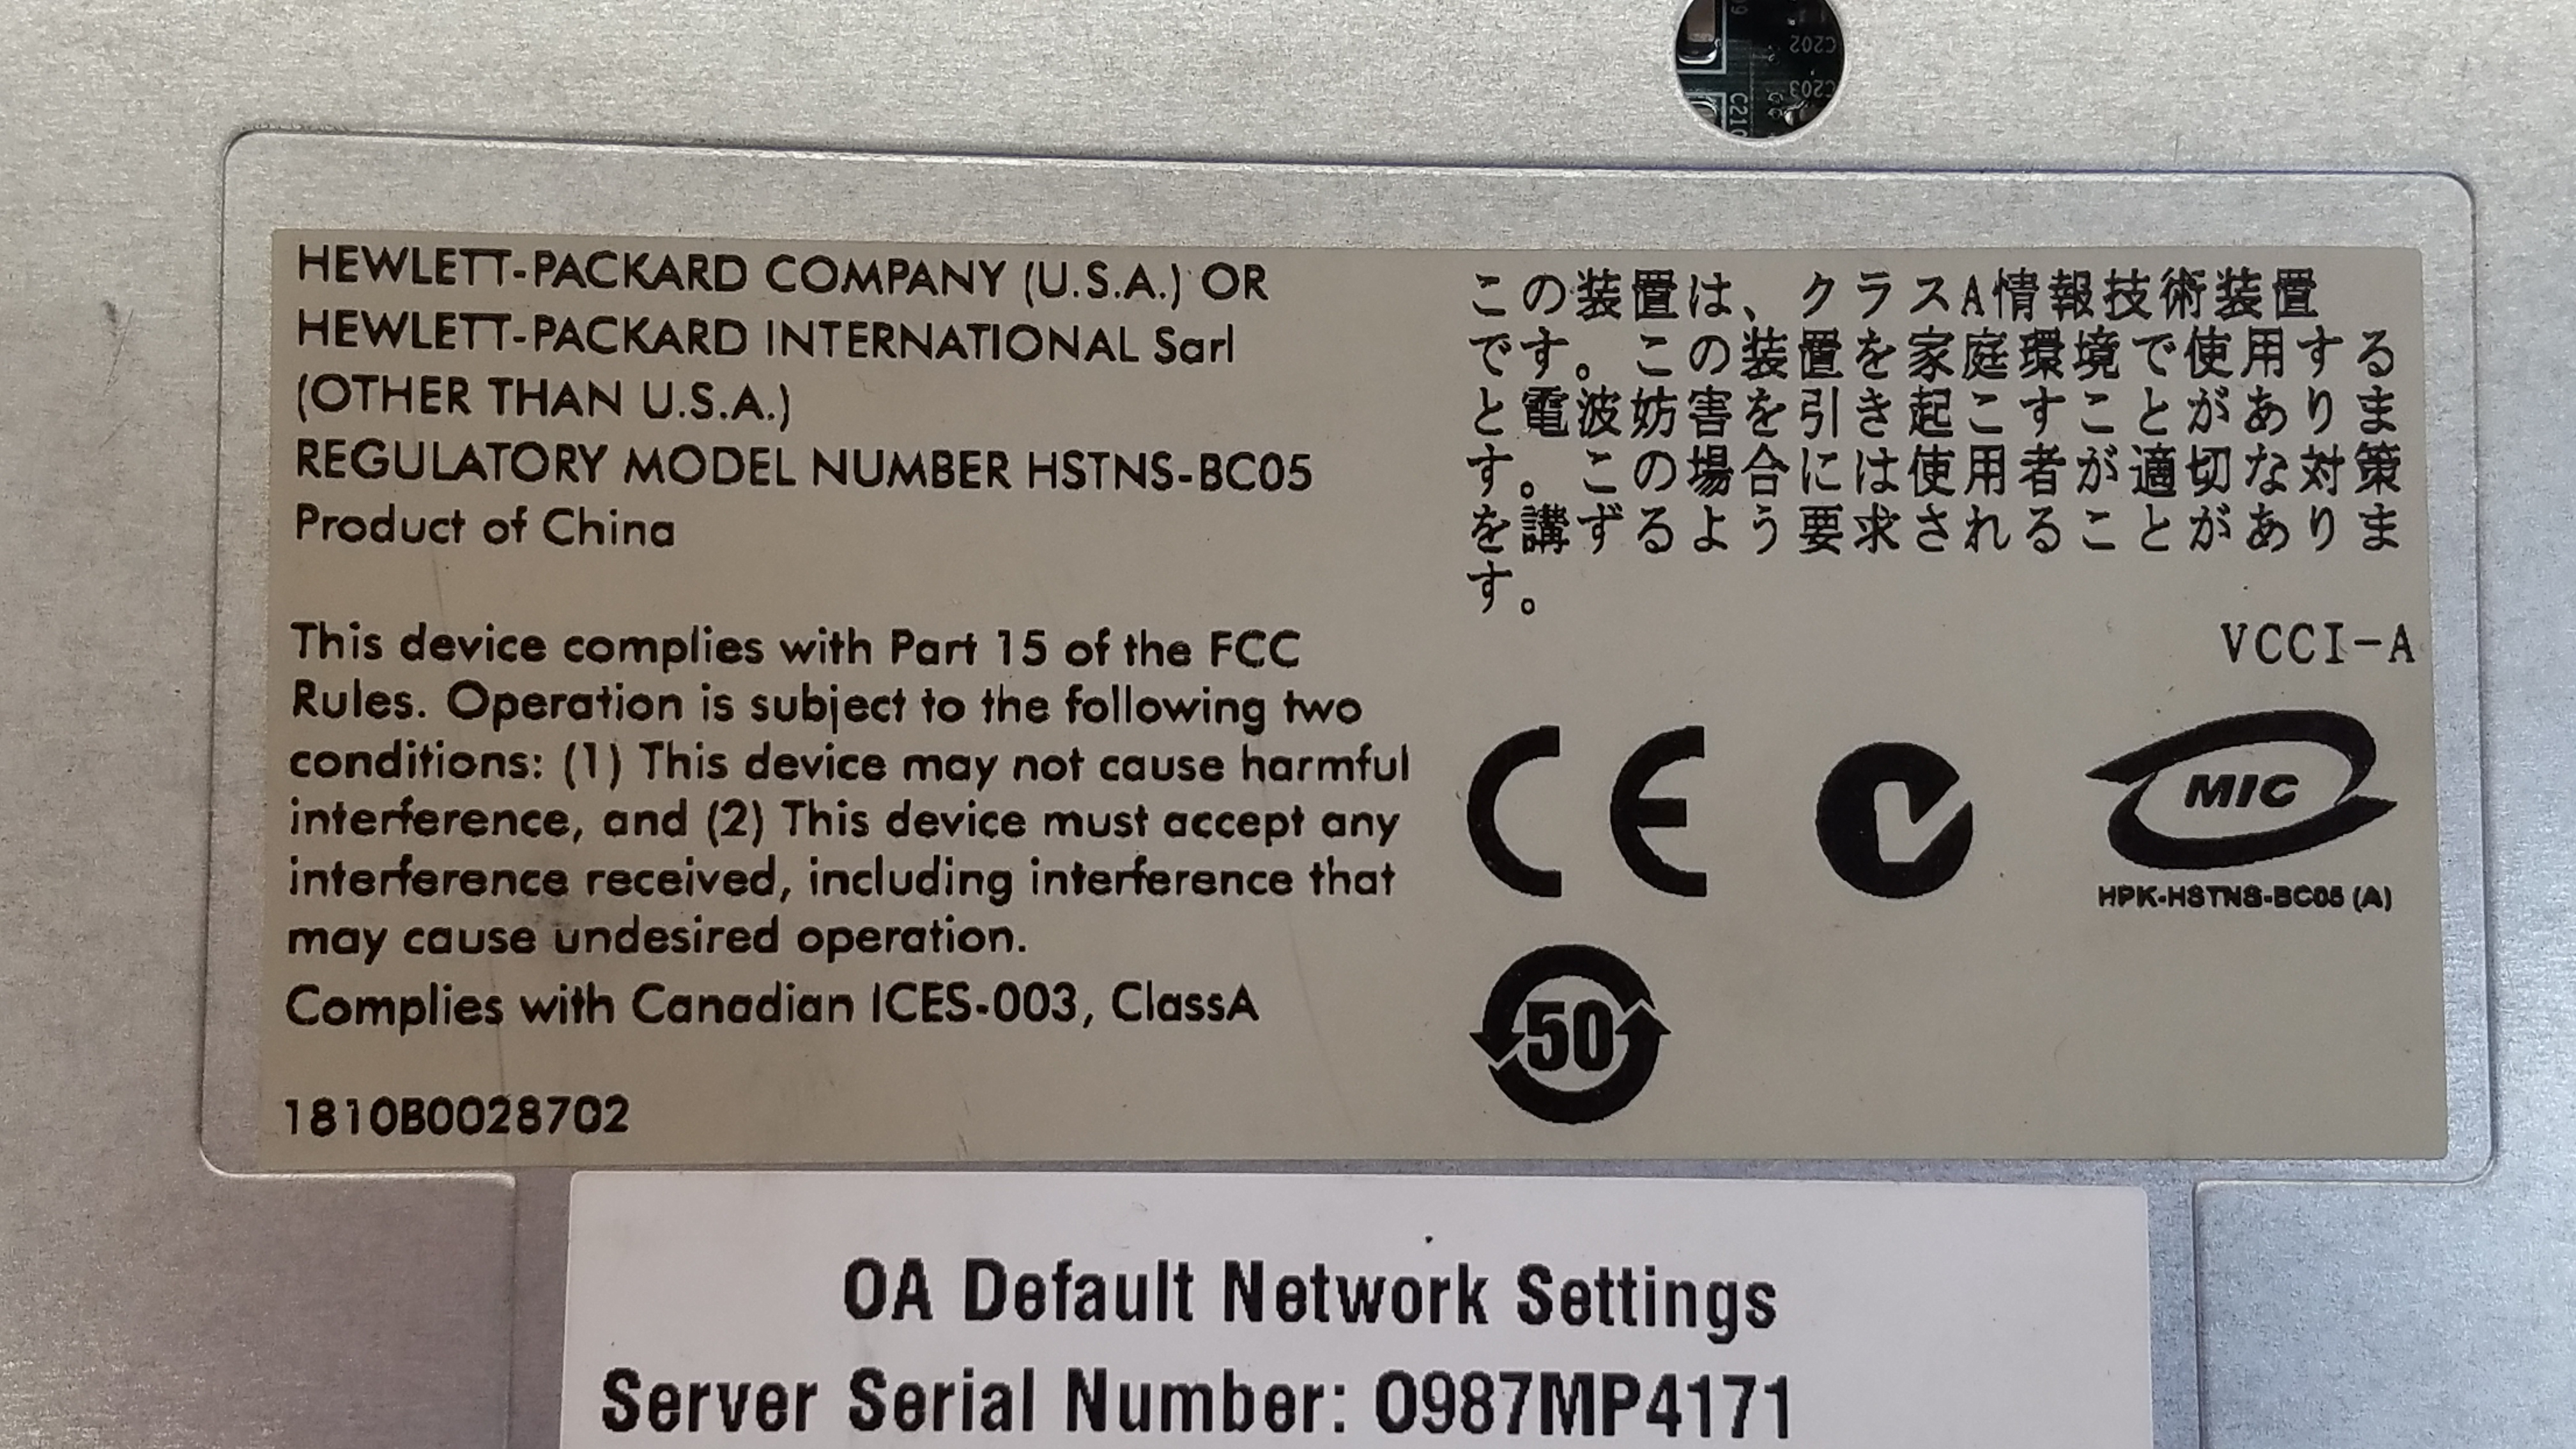 C202
C203
C210
HEWLETT-PACKARD COMPANY (U.S.A.) OR
HEWLETT-PACKARD INTERNATIONAL Sarl
(OTHER THAN U.S.A.)
REGULATORY MODEL NUMBER HSTNS-BC05
Product of China
This device complies with Part 15 of the FCC
Rules. Operation is subject to the following two
conditions: (1) This device may not cause harmful
interference, and (2) This device must accept any
interference received, including interference that
may cause undesired operation.
Complies with Canadian ICES-003, ClassA
1810B0028702
この装置は、クラスA情報技術装置
です。この装置を家庭環境で使用する
と電波妨害を引き起こすことがありま
す。この場合には使用者が適切な対策
を講ずるよう要求されることがありま
す。
VCCI-A
CE
MIC
HPK-HSTNS-BC05 (A)
50
OA Default Network Settings
Server Serial Number: O987MP4171